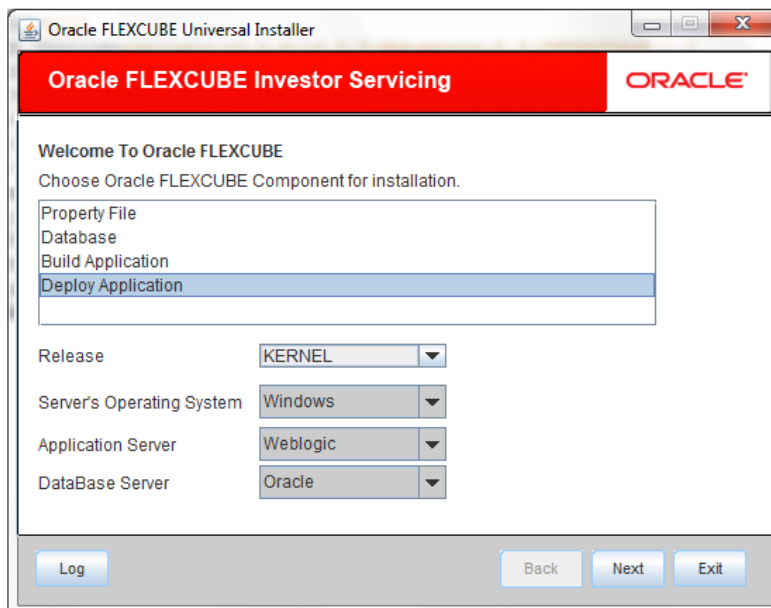 Oracle FLEXCUBE Universal Installer
Oracle FLEXCUBE Investor Servicing
ORACLE
Welcome To Oracle FLEXCUBE
Choose Oracle FLEXCUBE Component for installation.
Property File
Database
Build Application
Deploy Application
Release KERNEL
Server's Operating System Windows
Application Server Weblogic
DataBase Server Oracle
Log Back Next Exit